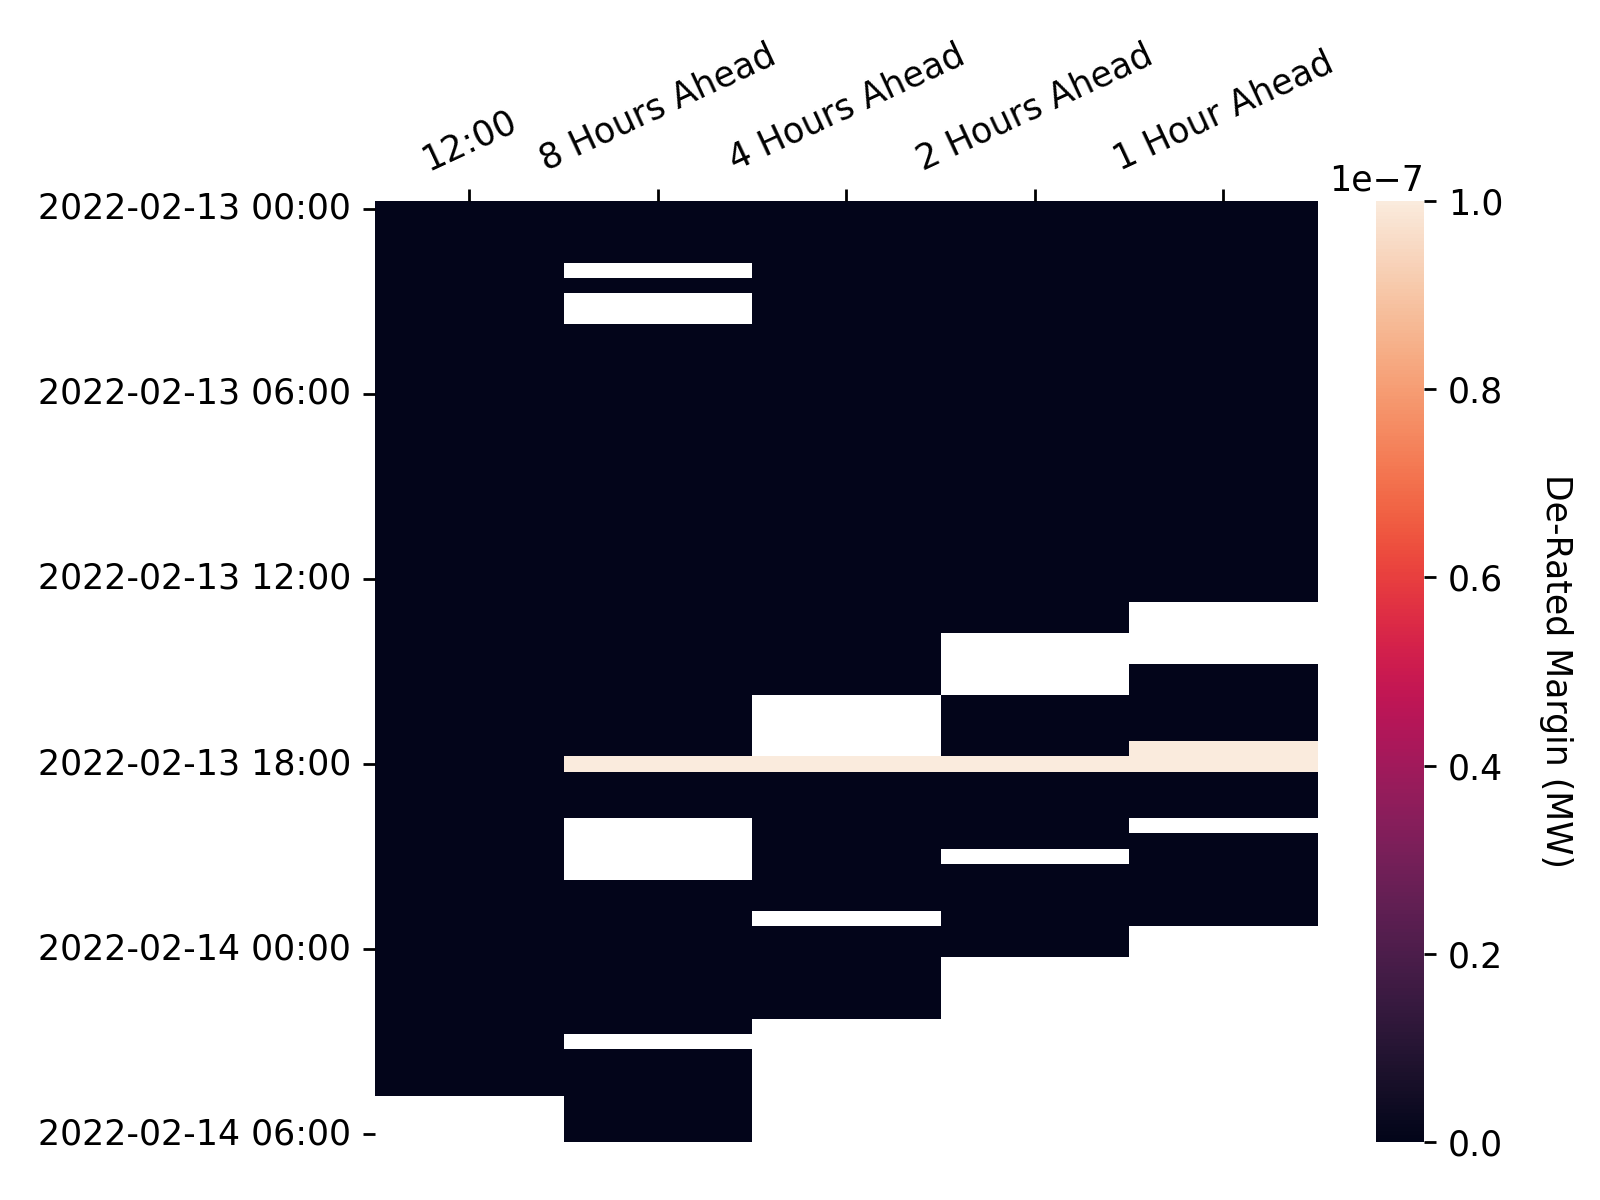 12:00
8 Hours Ahead
4 Hours Ahead
2 Hours Ahead
1 Hour Ahead
2022-02-13 00:00
2022-02-13 06:00
2022-02-13 12:00
2022-02-13 18:00
2022-02-14 00:00
2022-02-14 06:00
1e−7
1.0
0.8
0.6
0.4
0.2
0.0
De-Rated Margin (MW)